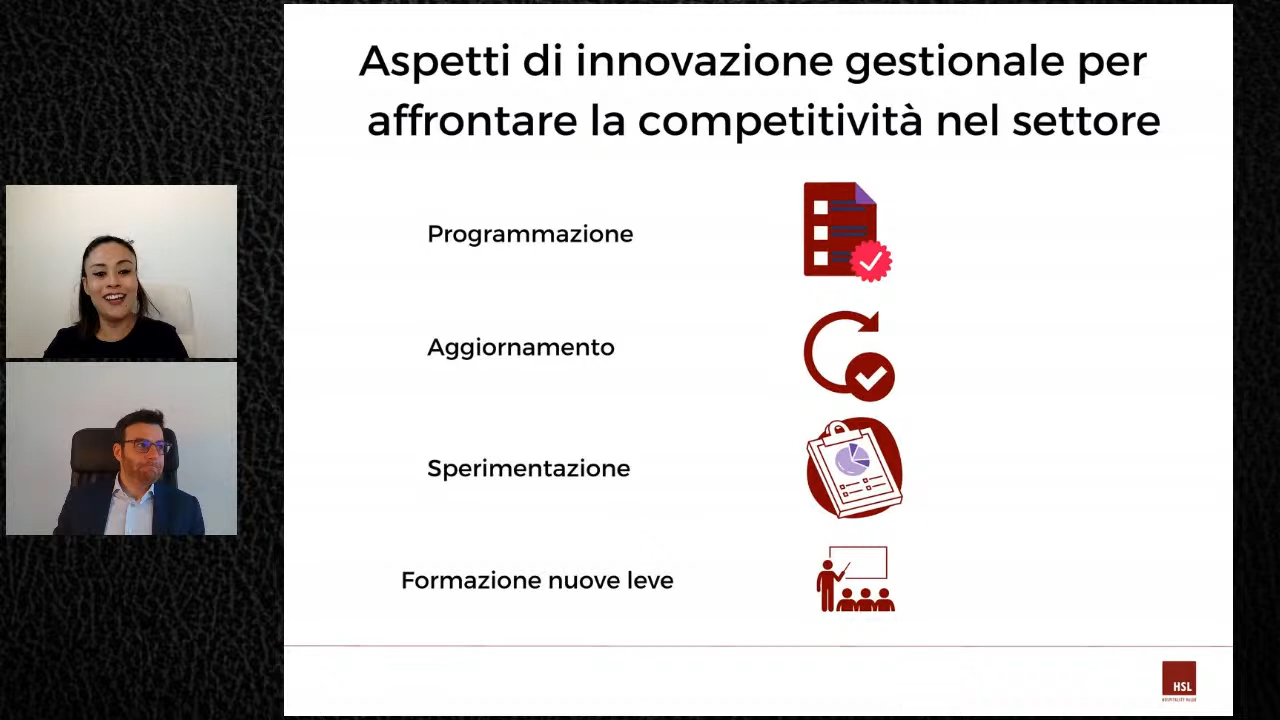 Aspetti di innovazione gestionale per
affrontare la competitività nel settore
Programmazione
Aggiornamento
Sperimentazione
Formazione nuove leve
HSL